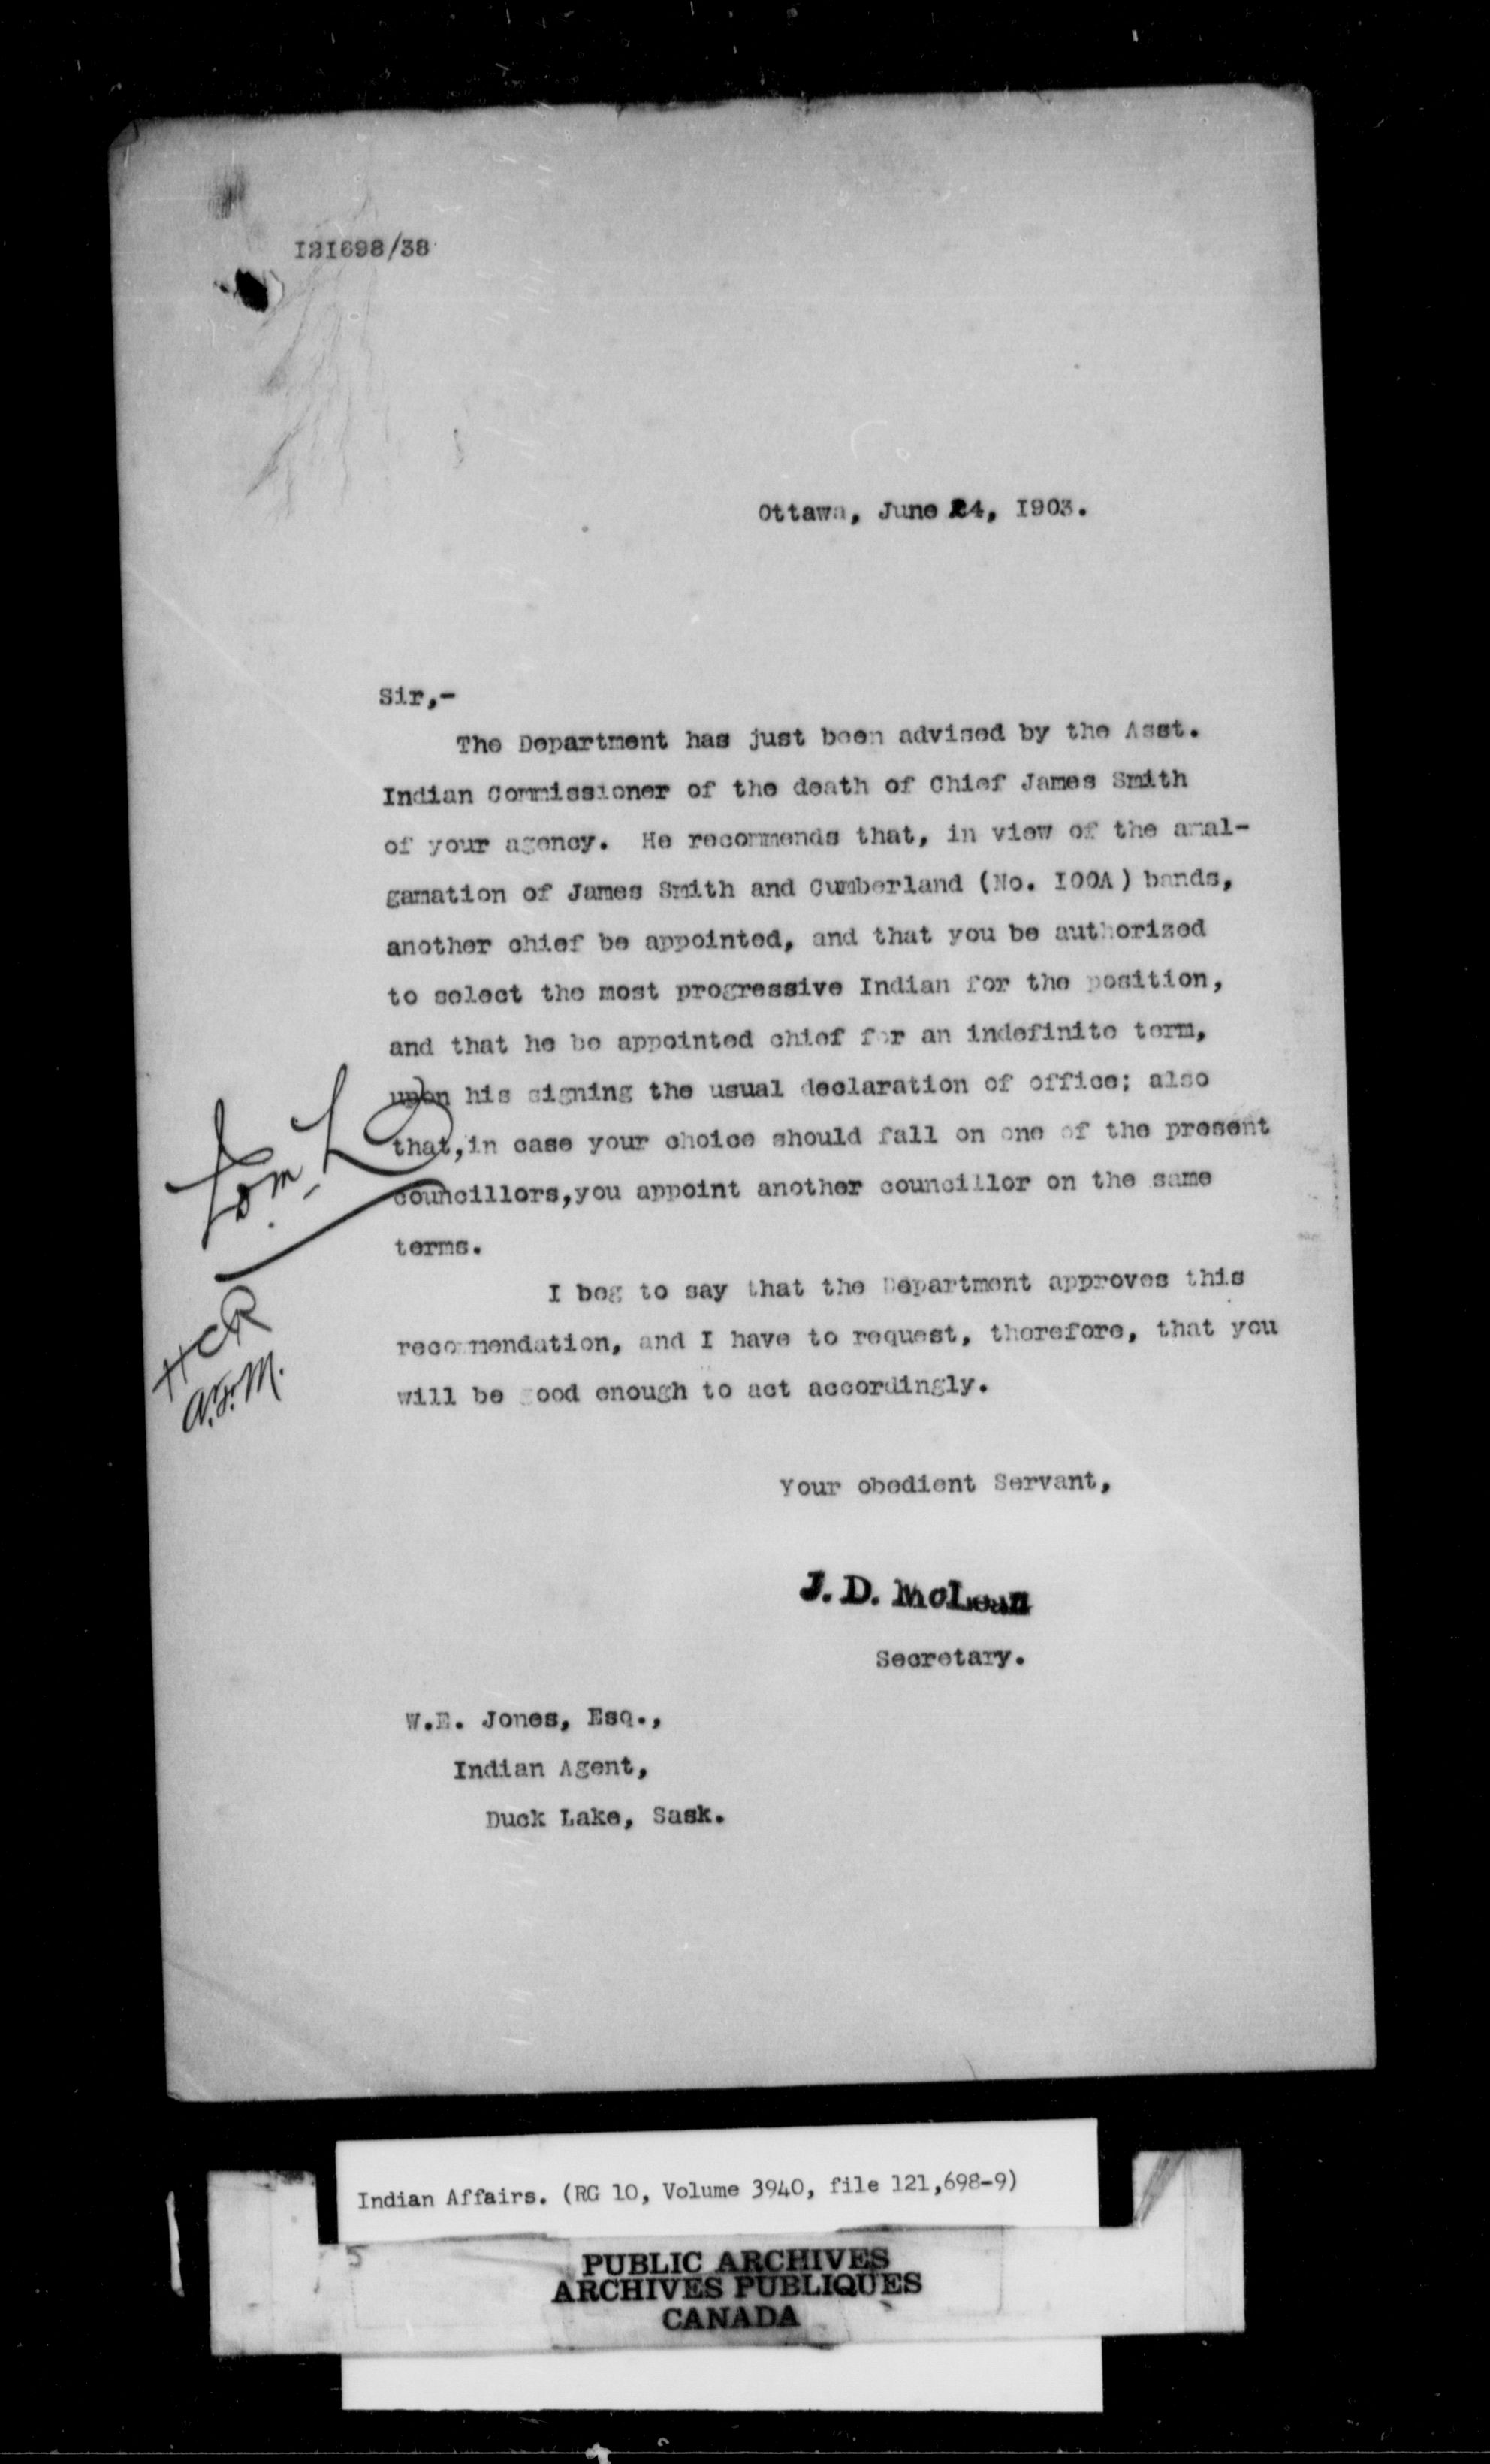 I21698/38
Ottawa, June 24, I903.
Sir,-
The Department has just been advised by the Asst.
Indian Commissioner of the death of Chief James Smith
of your agency. He recommends that, in view of the amal-
gamation of James Smith and Cumberland (No. I00A) bands,
another chief be appointed, and that you be authorized
to select the most progressive Indian for the position,
and that he be appointed chief for an indefinite term,
upon his signing the usual declaration of office; also
that,in case your choice should fall on one of the present
councillors,you appoint another councillor on the same
terms.
I beg to say that the Department approves this
recommendation, and I have to request, therefore, that you
will be good enough to act accordingly.
HCR
Your obedient Servant,
J. D. McLean
Secretary.
W.E. Jones, Esq.,
Indian Agent,
Duck Lake, Sask.
Indian Affairs. (RG 10, Volume 3940, file 121,698-9)
5
PUBLIC ARCHIVES
ARCHIVES PUBLIQUES
CANADA